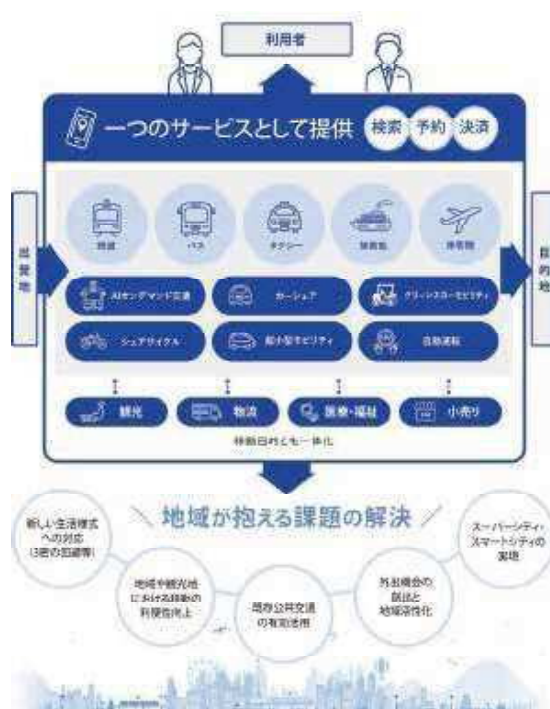 利用者
一つのサービスとして提供
検索
予約
決済
出発地
目的地
鉄道
バス
タクシー
旅客船
旅客機
AIオンデマンド交通
カーシェア
グリーンスローモビリティ
シェアサイクル
超小型モビリティ
自動運転
観光
物流
医療・福祉
小売り
移動目的とも一体化
地域が抱える課題の解決
新しい生活様式
への対応
(3密の回避等)
地域や観光地
における移動の
利便性向上
既存公共交通
の有効活用
外出機会の
創出と
地域活性化
スーパーシティ・
スマートシティの
実現